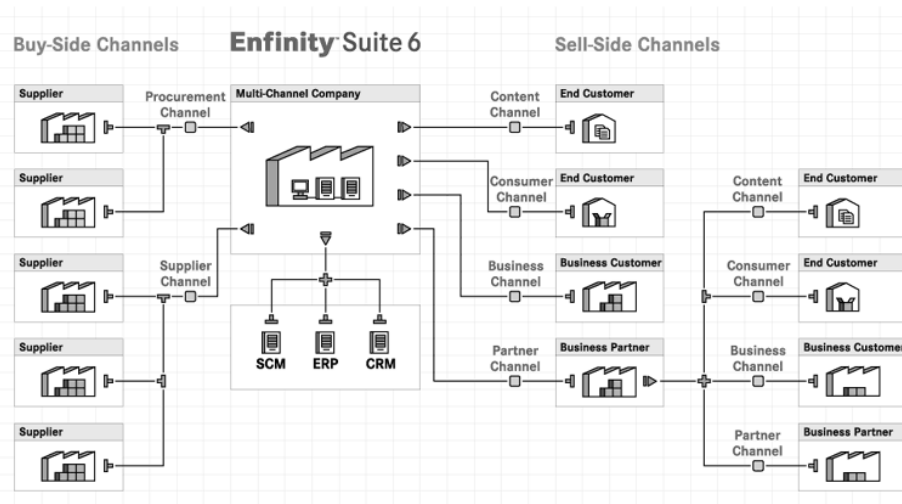 Buy-Side Channels
Enfinity Suite 6
Sell-Side Channels
Supplier
Procurement
Channel
Multi-Channel Company
Content
Channel
End Customer
Supplier
Consumer
Channel
End Customer
Content
Channel
End Customer
Supplier
Supplier
Channel
Business
Channel
Business Customer
Consumer
Channel
End Customer
SCM
ERP
CRM
Supplier
Partner
Channel
Business Partner
Business
Channel
Business Customer
Supplier
Partner
Channel
Business Partner